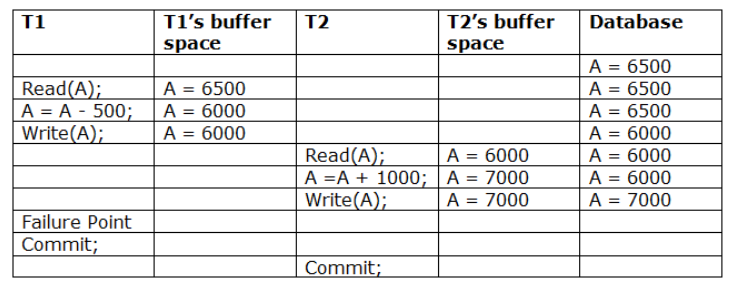 T1 T1's buffer space T2 T2's buffer space Database
A = 6500
Read(A); A = 6500 A = 6500
A = A - 500; A = 6000 A = 6500
Write(A); A = 6000 A = 6000
Read(A); A = 6000 A = 6000
A =A + 1000; A = 7000 A = 6000
Write(A); A = 7000 A = 7000
Failure Point
Commit;
Commit;